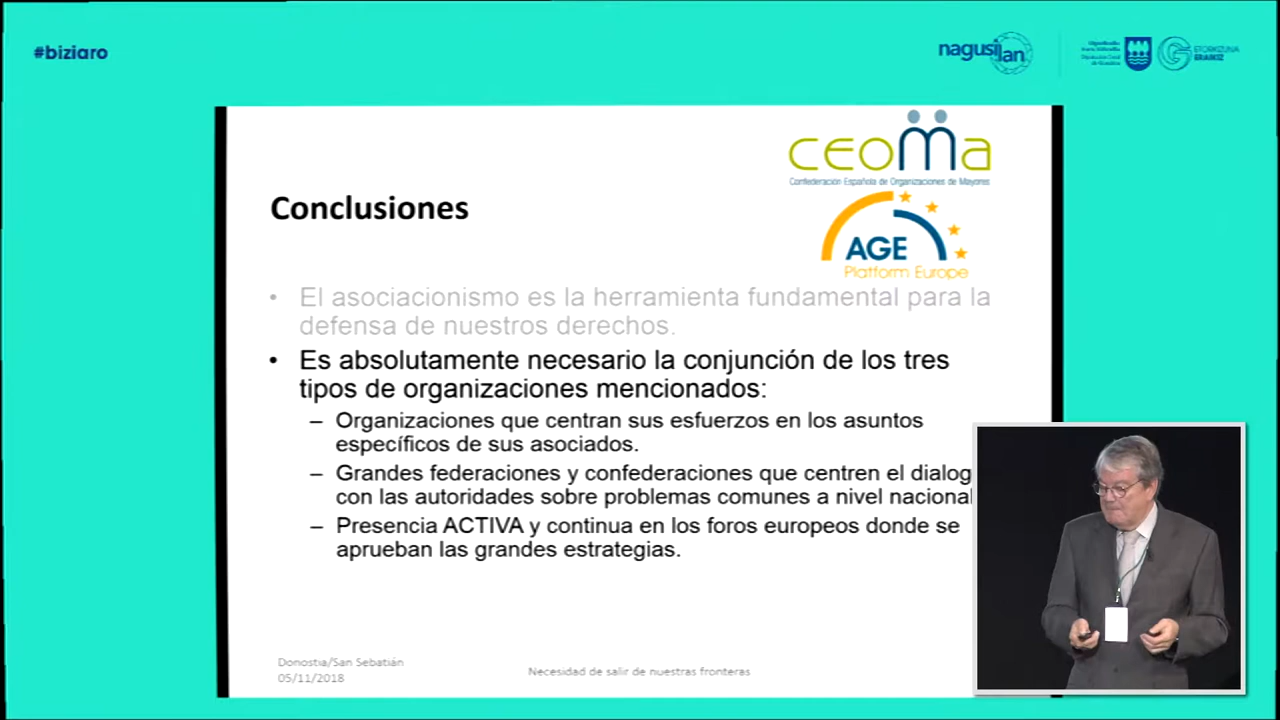 #biziaro
nagusilan
ETORKIZUNA
ERAIKIZ
ceoma
Confederación Española de Organizaciones de Mayores
Conclusiones
AGE
Platform Europe
• El asociacionismo es la herramienta fundamental para la
defensa de nuestros derechos.
• Es absolutamente necesario la conjunción de los tres
tipos de organizaciones mencionados:
– Organizaciones que centran sus esfuerzos en los asuntos
específicos de sus asociados.
– Grandes federaciones y confederaciones que centren el dialog
con las autoridades sobre problemas comunes a nivel nacional
– Presencia ACTIVA y continua en los foros europeos donde se
aprueban las grandes estrategias.
Donostia/San Sebatián
05/11/2018
Necesidad de salir de nuestras fronteras